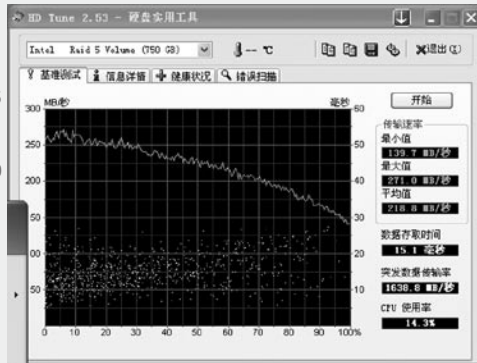 HD Tune 2.53 - 硬盘实用工具
Intel Raid 5 Volume (750 GB)
-- ℃
退出(X)
基准测试 信息详情 健康状况 错误扫描
MB/秒 毫秒
开始
300 60
250 50
200 40
50 30
00 20
50 10
0 10 20 30 40 50 60 70 80 90 100%
传输速率
最小值
139.7 MB/秒
最大值
271.0 MB/秒
平均值
218.8 MB/秒
数据存取时间
15.1 毫秒
突发数据传输率
1638.8 MB/秒
CPU 使用率
14.3%